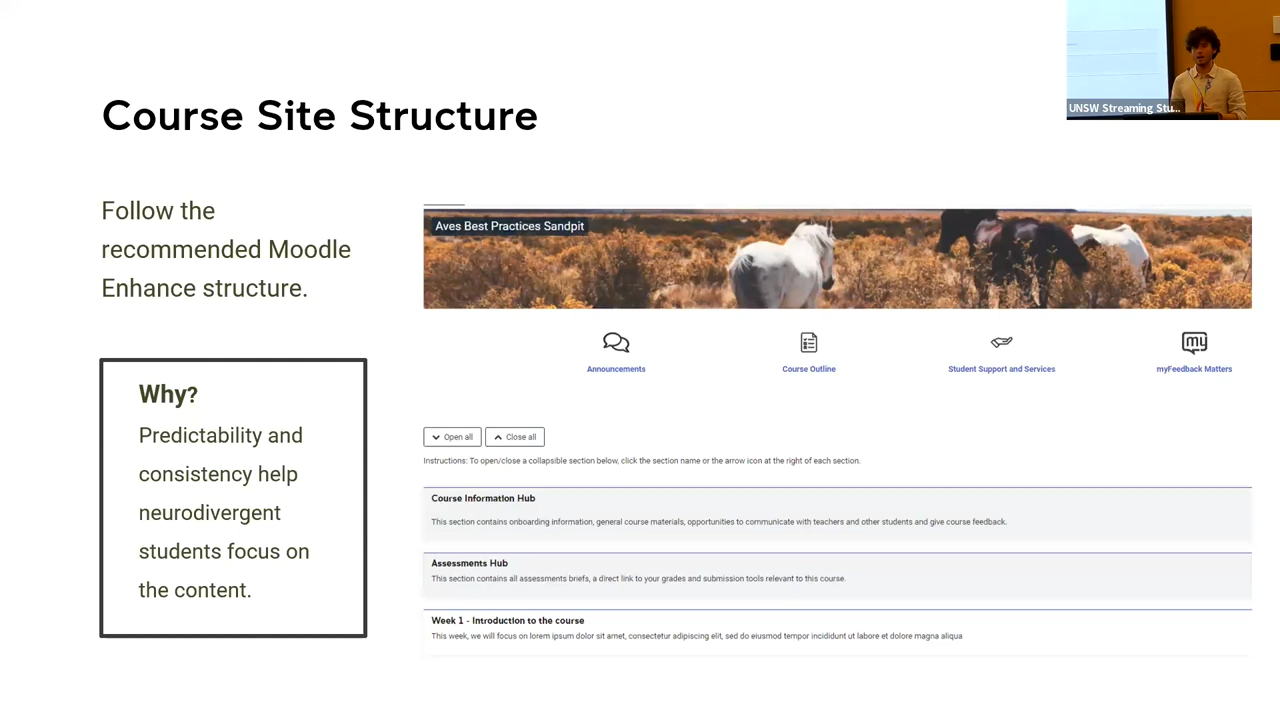 Course Site Structure
UNSW Streaming Stu...
Follow the
recommended Moodle
Enhance structure.
Why?
Predictability and
consistency help
neurodivergent
students focus on
the content.
Aves Best Practices Sandpit
Announcements
Course Outline
Student Support and Services
my
myFeedback Matters
Open all
Close all
Instructions: To open/close a collapsible section below, click the section name or the arrow icon at the right of each section.
Course Information Hub
This section contains onboarding information, general course materials, opportunities to communicate with teachers and other students and give course feedback.
Assessments Hub
This section contains all assessments briefs, a direct link to your grades and submission tools relevant to this course.
Week 1 - Introduction to the course
This week, we will focus on lorem ipsum dolor sit amet, consectetur adipiscing elit, sed do eiusmod tempor incididunt ut labore et dolore magna aliqua